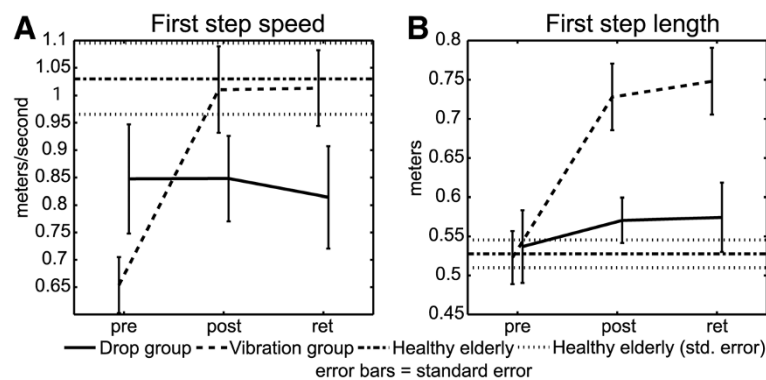 A First step speed
1.1
1.05
1
0.95
0.9
0.85
0.8
0.75
0.7
0.65
meters/second
pre post ret
B First step length
0.8
0.75
0.7
0.65
0.6
0.55
0.5
0.45
meters
pre post ret
Drop group Vibration group Healthy elderly Healthy elderly (std. error)
error bars = standard error